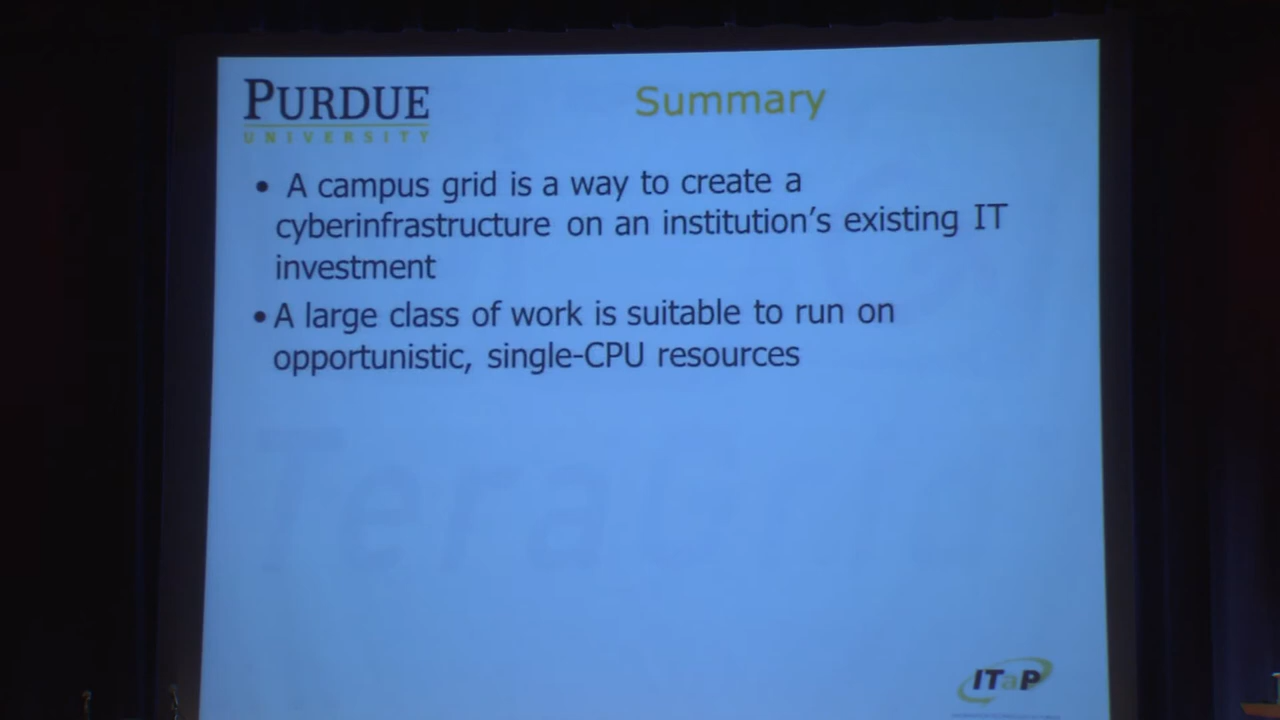 PURDUE
UNIVERSITY
Summary
• A campus grid is a way to create a
cyberinfrastructure on an institution’s existing IT
investment
• A large class of work is suitable to run on
opportunistic, single-CPU resources
TeraGrid
ITaP